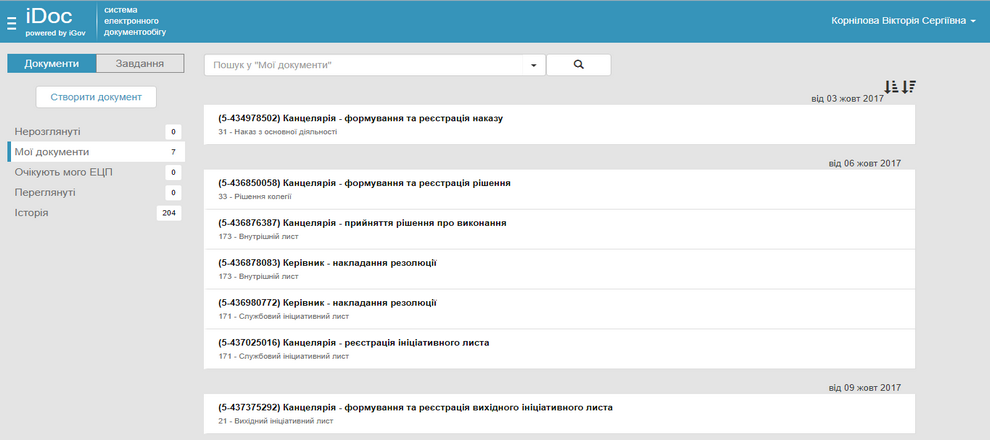 iDoc
powered by iGov
система
електронного
документообігу
Корнілова Вікторія Сергіївна
Документи
Завдання
Створити документ
Нерозглянуті 0
Мої документи 7
Очікують мого ЕЦП 0
Переглянуті 0
Історія 204
Пошук у "Мої документи"
від 03 жовт 2017
(5-434978502) Канцелярія - формування та реєстрація наказу
31 - Наказ з основної діяльності
від 06 жовт 2017
(5-436850058) Канцелярія - формування та реєстрація рішення
33 - Рішення колегії
(5-436876387) Канцелярія - прийняття рішення про виконання
173 - Внутрішній лист
(5-436878083) Керівник - накладання резолюції
173 - Внутрішній лист
(5-436980772) Керівник - накладання резолюції
171 - Службовий ініціативний лист
(5-437025016) Канцелярія - реєстрація ініціативного листа
171 - Службовий ініціативний лист
від 09 жовт 2017
(5-437375292) Канцелярія - формування та реєстрація вихідного ініціативного листа
21 - Вихідний ініціативний лист